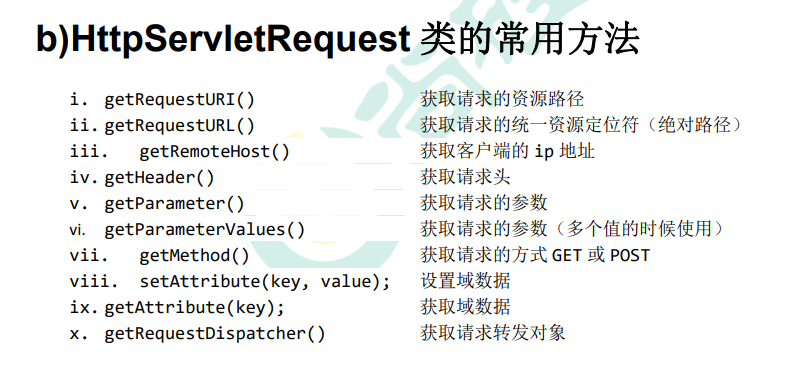 b)HttpServletRequest 类的常用方法
i. getRequestURI() 获取请求的资源路径
ii. getRequestURL() 获取请求的统一资源定位符（绝对路径）
iii. getRemoteHost() 获取客户端的 ip 地址
iv. getHeader() 获取请求头
v. getParameter() 获取请求的参数
vi. getParameterValues() 获取请求的参数（多个值的时候使用）
vii. getMethod() 获取请求的方式 GET 或 POST
viii. setAttribute(key, value); 设置域数据
ix. getAttribute(key); 获取域数据
x. getRequestDispatcher() 获取请求转发对象